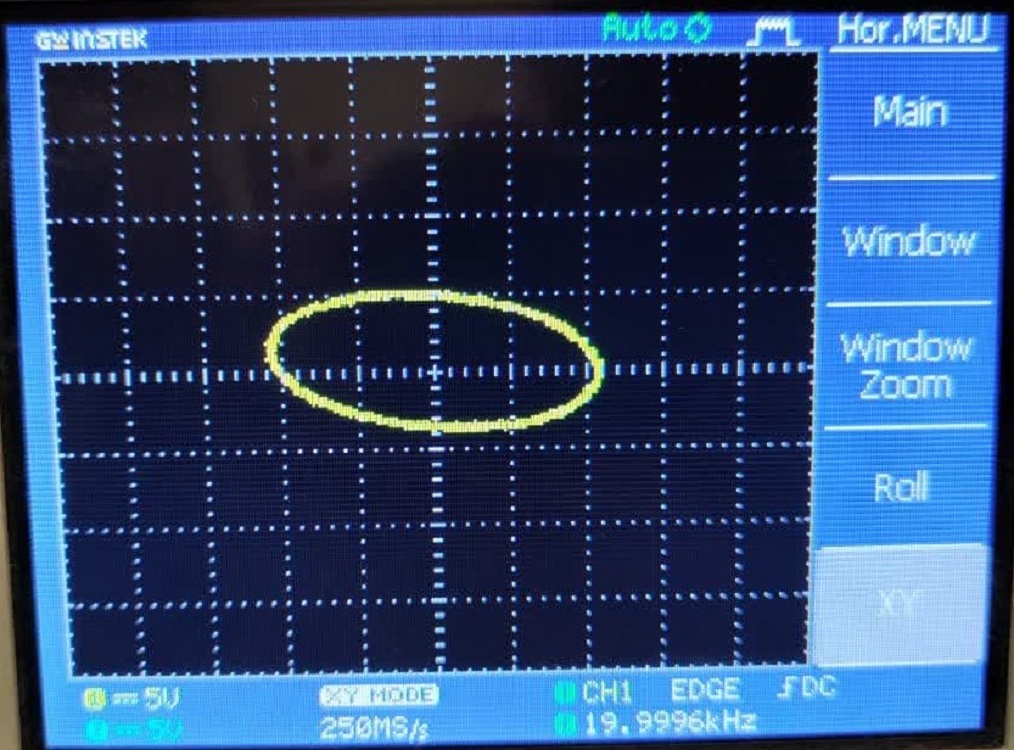 GW INSTEK
Auto
Hor.MENU
Main
Window
Window
Zoom
Roll
XY
5V
XY MODE
CH1 EDGE DC
5V
250MS/s
19.9996kHz